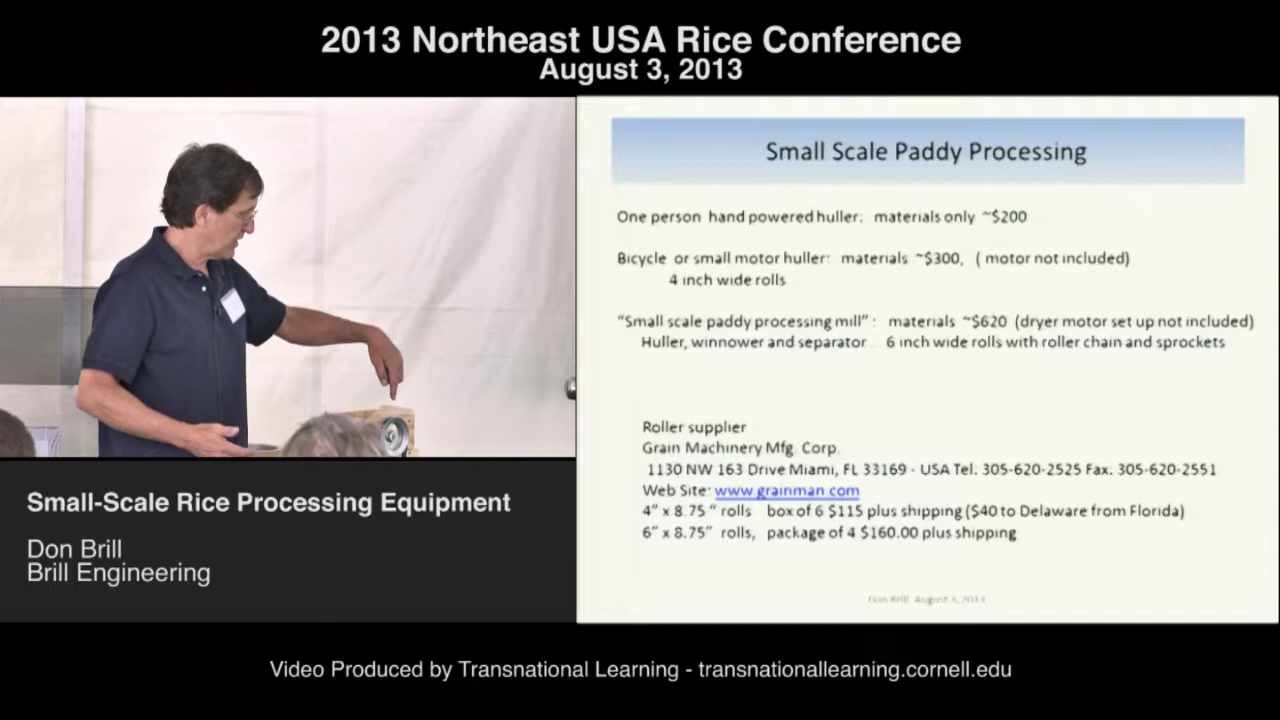 2013 Northeast USA Rice Conference
August 3, 2013
Small Scale Paddy Processing
One person hand powered huller: materials only ~$200
Bicycle or small motor huller: materials ~$300, ( motor not included)
4 inch wide rolls
“Small scale paddy processing mill” : materials ~$620 (dryer motor set up not included)
Huller, winnower and separator . 6 inch wide rolls with roller chain and sprockets
Roller supplier
Grain Machinery Mfg. Corp.
1130 NW 163 Drive Miami, FL 33169 - USA Tel. 305-620-2525 Fax. 305-620-2551
Web Site: www.grainman.com
4” x 8.75 “ rolls box of 6 $115 plus shipping ($40 to Delaware from Florida)
6” x 8.75” rolls, package of 4 $160.00 plus shipping
Don Brill August 3, 2013
Small-Scale Rice Processing Equipment
Don Brill
Brill Engineering
Video Produced by Transnational Learning - transnationallearning.cornell.edu